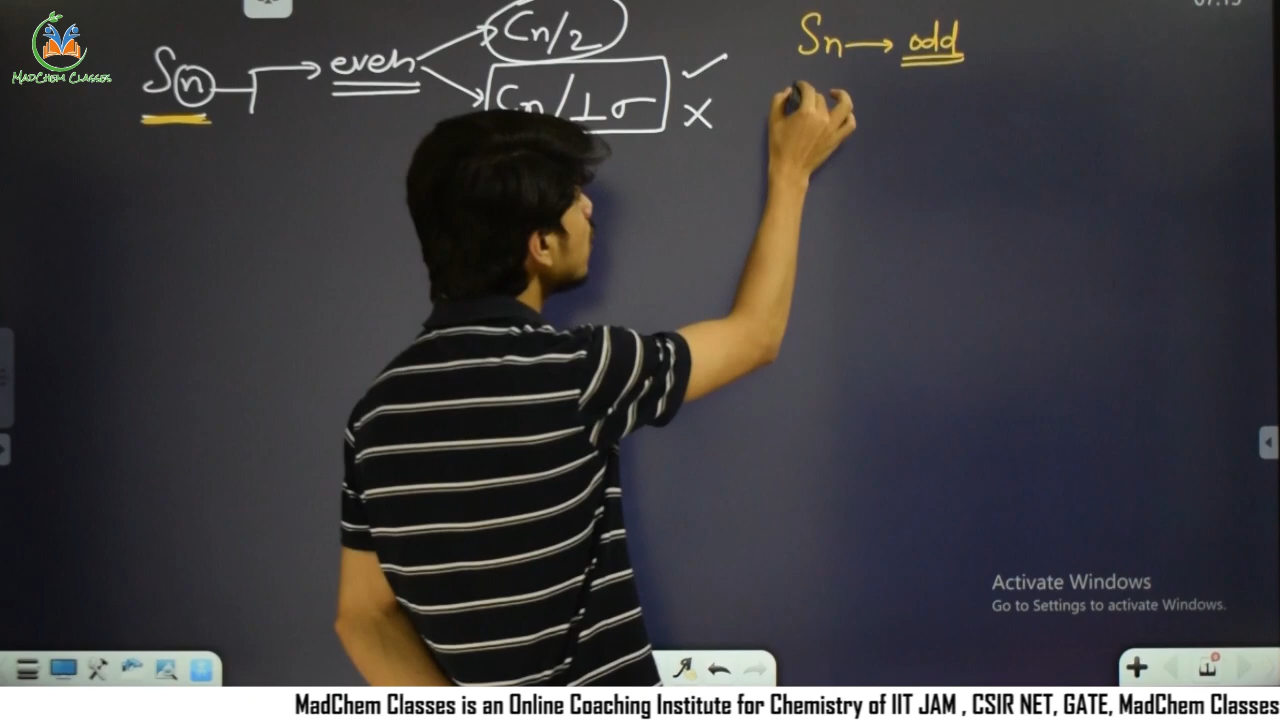 MADCHEM CLASSES
Sn → even
Cn/2
Cn/⊥σ ✓
×
Sn → odd
Activate Windows
Go to Settings to activate Windows.
MadChem Classes is an Online Coaching Institute for Chemistry of IIT JAM , CSIR NET, GATE, MadChem Classes